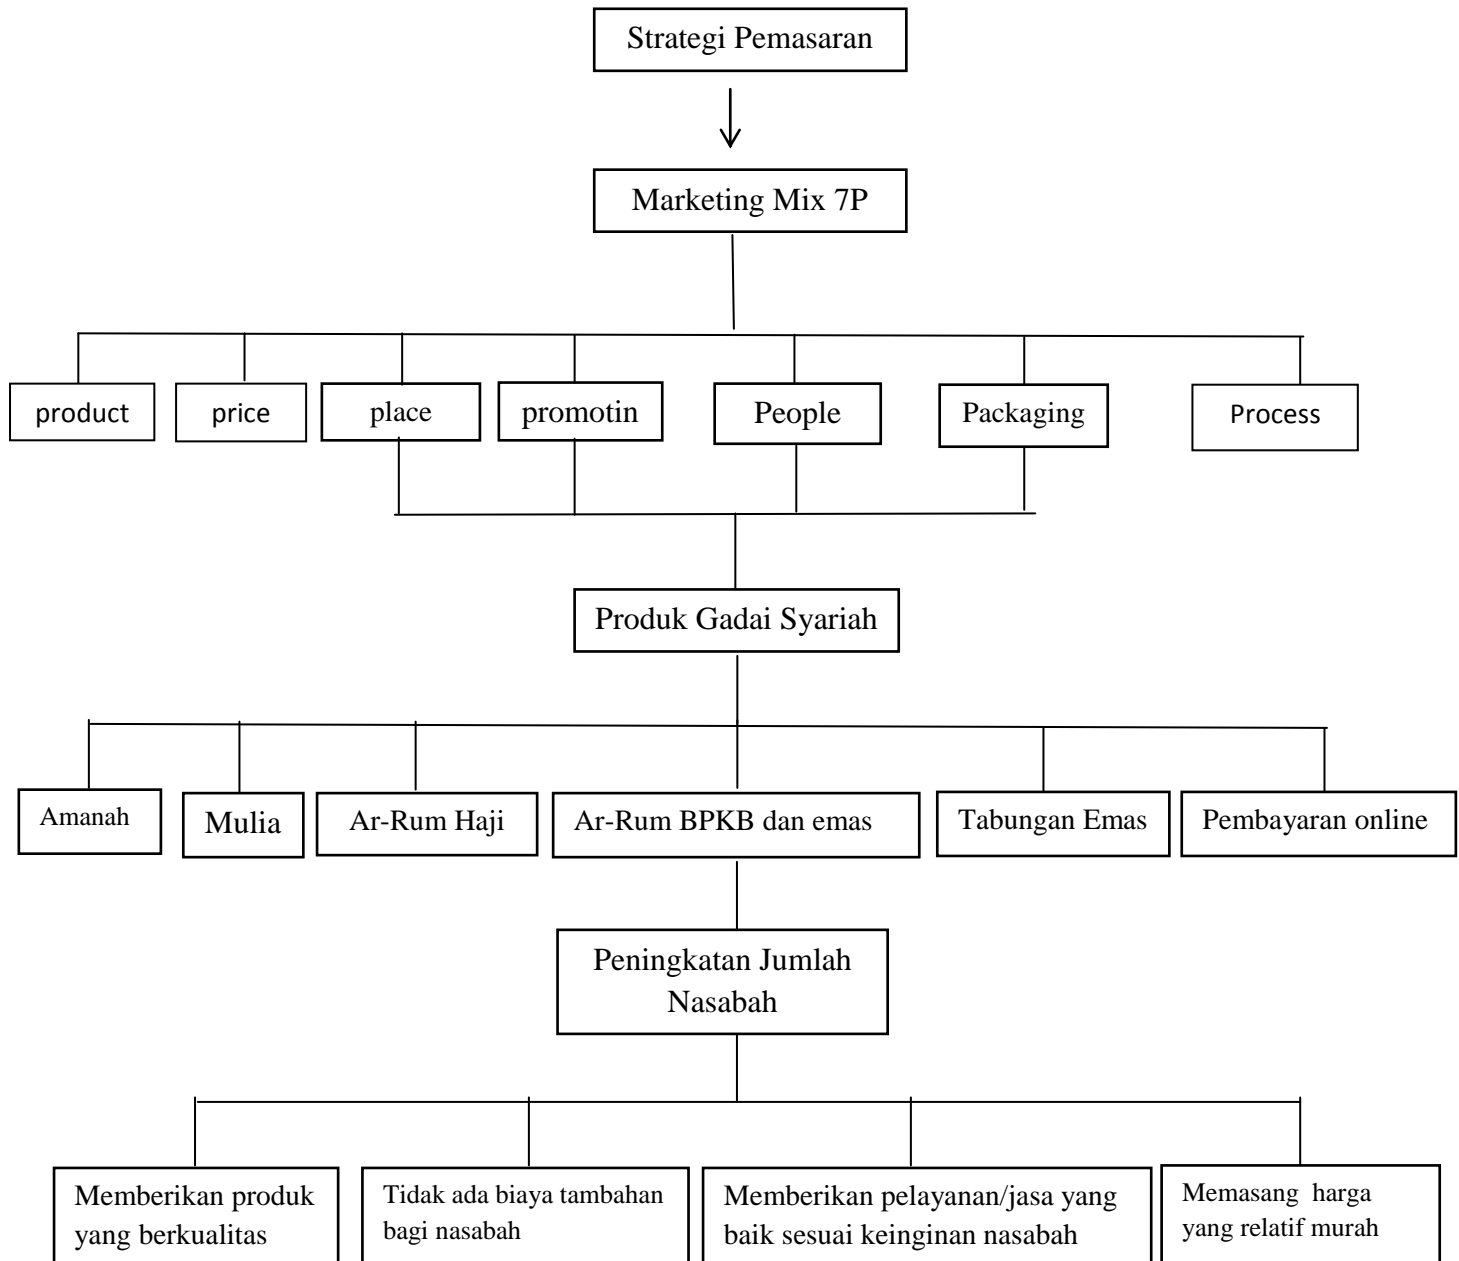 Strategi Pemasaran
Marketing Mix 7P
product
price
place
promotin
People
Packaging
Process
Produk Gadai Syariah
Amanah
Mulia
Ar-Rum Haji
Ar-Rum BPKB dan emas
Tabungan Emas
Pembayaran online
Peningkatan Jumlah
Nasabah
Memberikan produk
yang berkualitas
Tidak ada biaya tambahan
bagi nasabah
Memberikan pelayanan/jasa yang
baik sesuai keinginan nasabah
Memasang harga
yang relatif murah